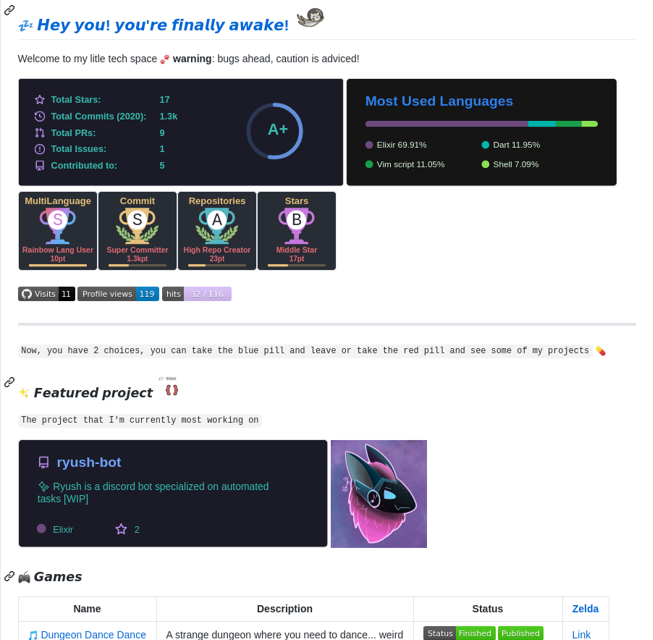 Hey you! you're finally awake!
Welcome to my litle tech space warning: bugs ahead, caution is adviced!
Total Stars: 17
Total Commits (2020): 1.3k
Total PRs: 9
Total Issues: 1
Contributed to: 5
A+
Most Used Languages
Elixir 69.91% Dart 11.95%
Vim script 11.05% Shell 7.09%
MultiLanguage Commit Repositories Stars
S S A B
Rainbow Lang User Super Committer High Repo Creator Middle Star
10pt 1.3kpt 23pt 17pt
Visits 11 Profile views 119 hits 32 / 116
Now, you have 2 choices, you can take the blue pill and leave or take the red pill and see some of my projects
Featured project
The project that I'm currently most working on
ryush-bot
Ryush is a discord bot specialized on automated
tasks [WIP]
Elixir 2
Games
Name Description Status Zelda
Dungeon Dance Dance A strange dungeon where you need to dance... weird Status Finished Published Link